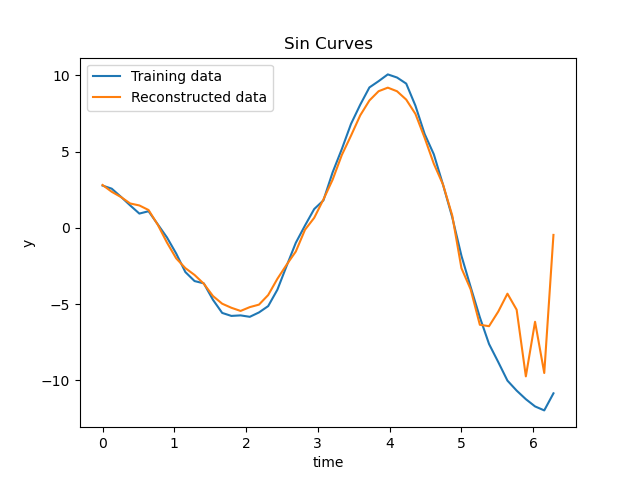 Sin Curves
Training data
Reconstructed data
10
5
0
−5
−10
y
0 1 2 3 4 5 6
time